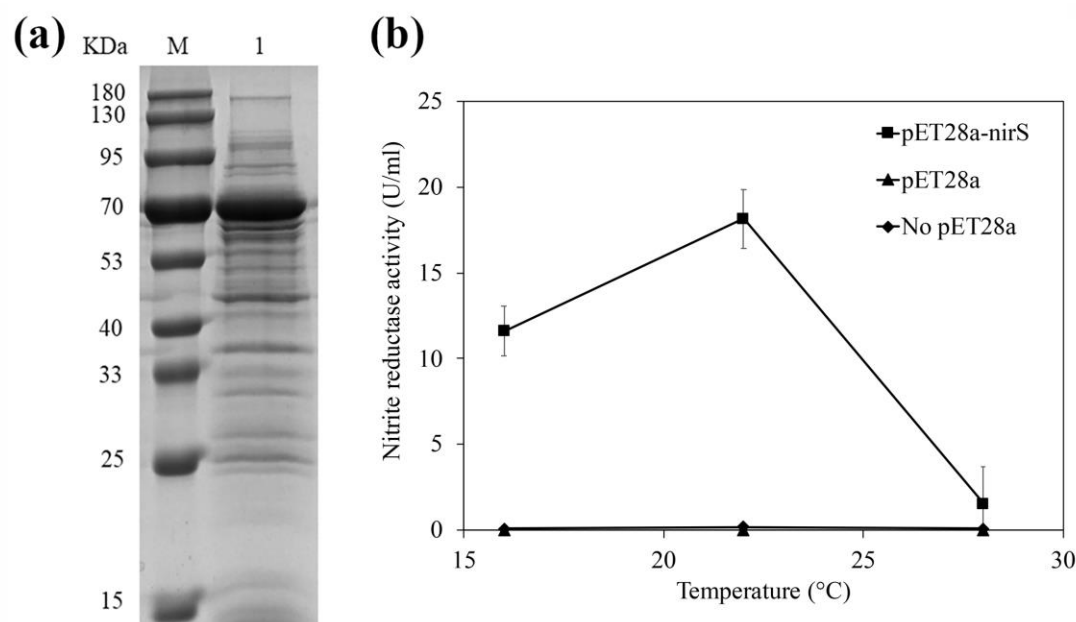 (a)
KDa M 1
180
130
95
70
53
40
33
25
15
(b)
Nitrite reductase activity (U/ml)
25
20
15
10
5
0
15 20 25 30
Temperature (°C)
pET28a-nirS
pET28a
No pET28a